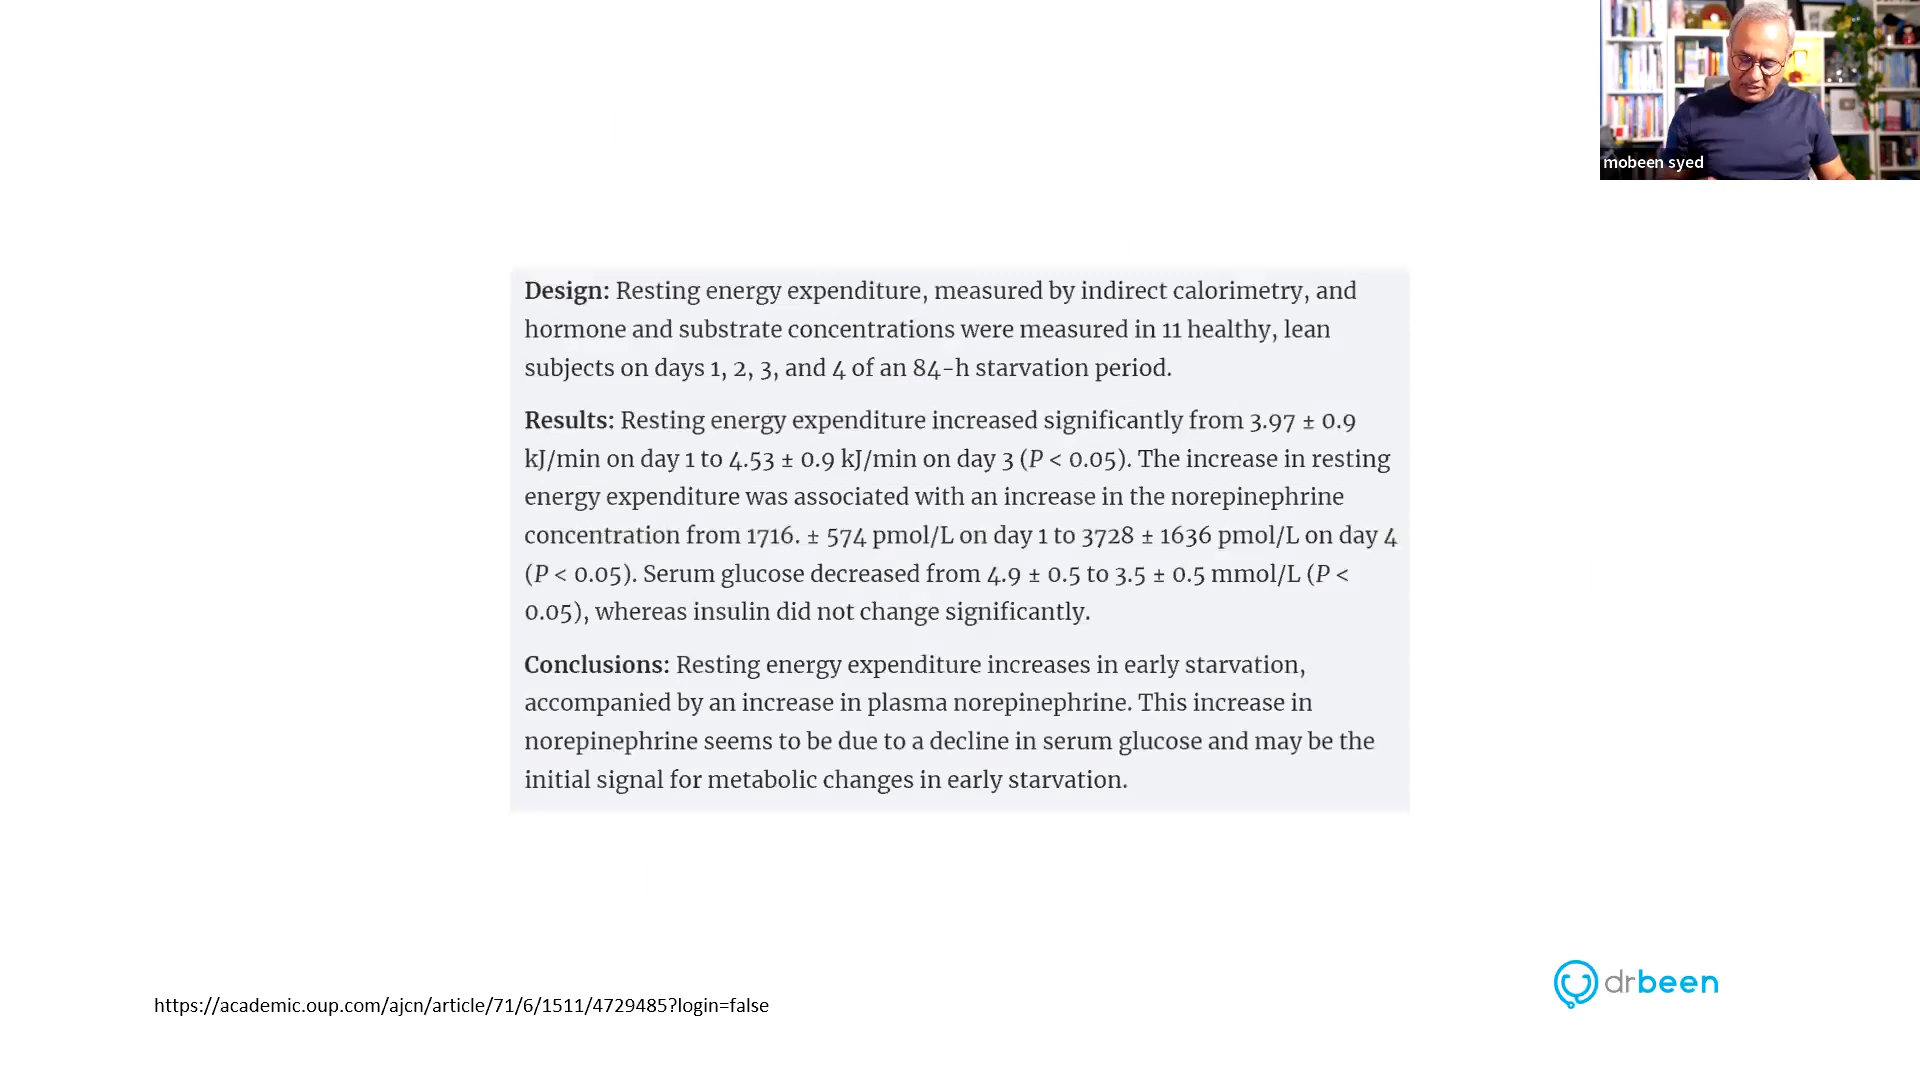 mobeen syed
Design: Resting energy expenditure, measured by indirect calorimetry, and
hormone and substrate concentrations were measured in 11 healthy, lean
subjects on days 1, 2, 3, and 4 of an 84-h starvation period.
Results: Resting energy expenditure increased significantly from 3.97 ± 0.9
kJ/min on day 1 to 4.53 ± 0.9 kJ/min on day 3 (P < 0.05). The increase in resting
energy expenditure was associated with an increase in the norepinephrine
concentration from 1716. ± 574 pmol/L on day 1 to 3728 ± 1636 pmol/L on day 4
(P < 0.05). Serum glucose decreased from 4.9 ± 0.5 to 3.5 ± 0.5 mmol/L (P <
0.05), whereas insulin did not change significantly.
Conclusions: Resting energy expenditure increases in early starvation,
accompanied by an increase in plasma norepinephrine. This increase in
norepinephrine seems to be due to a decline in serum glucose and may be the
initial signal for metabolic changes in early starvation.
drbeen
https://academic.oup.com/ajcn/article/71/6/1511/4729485?login=false